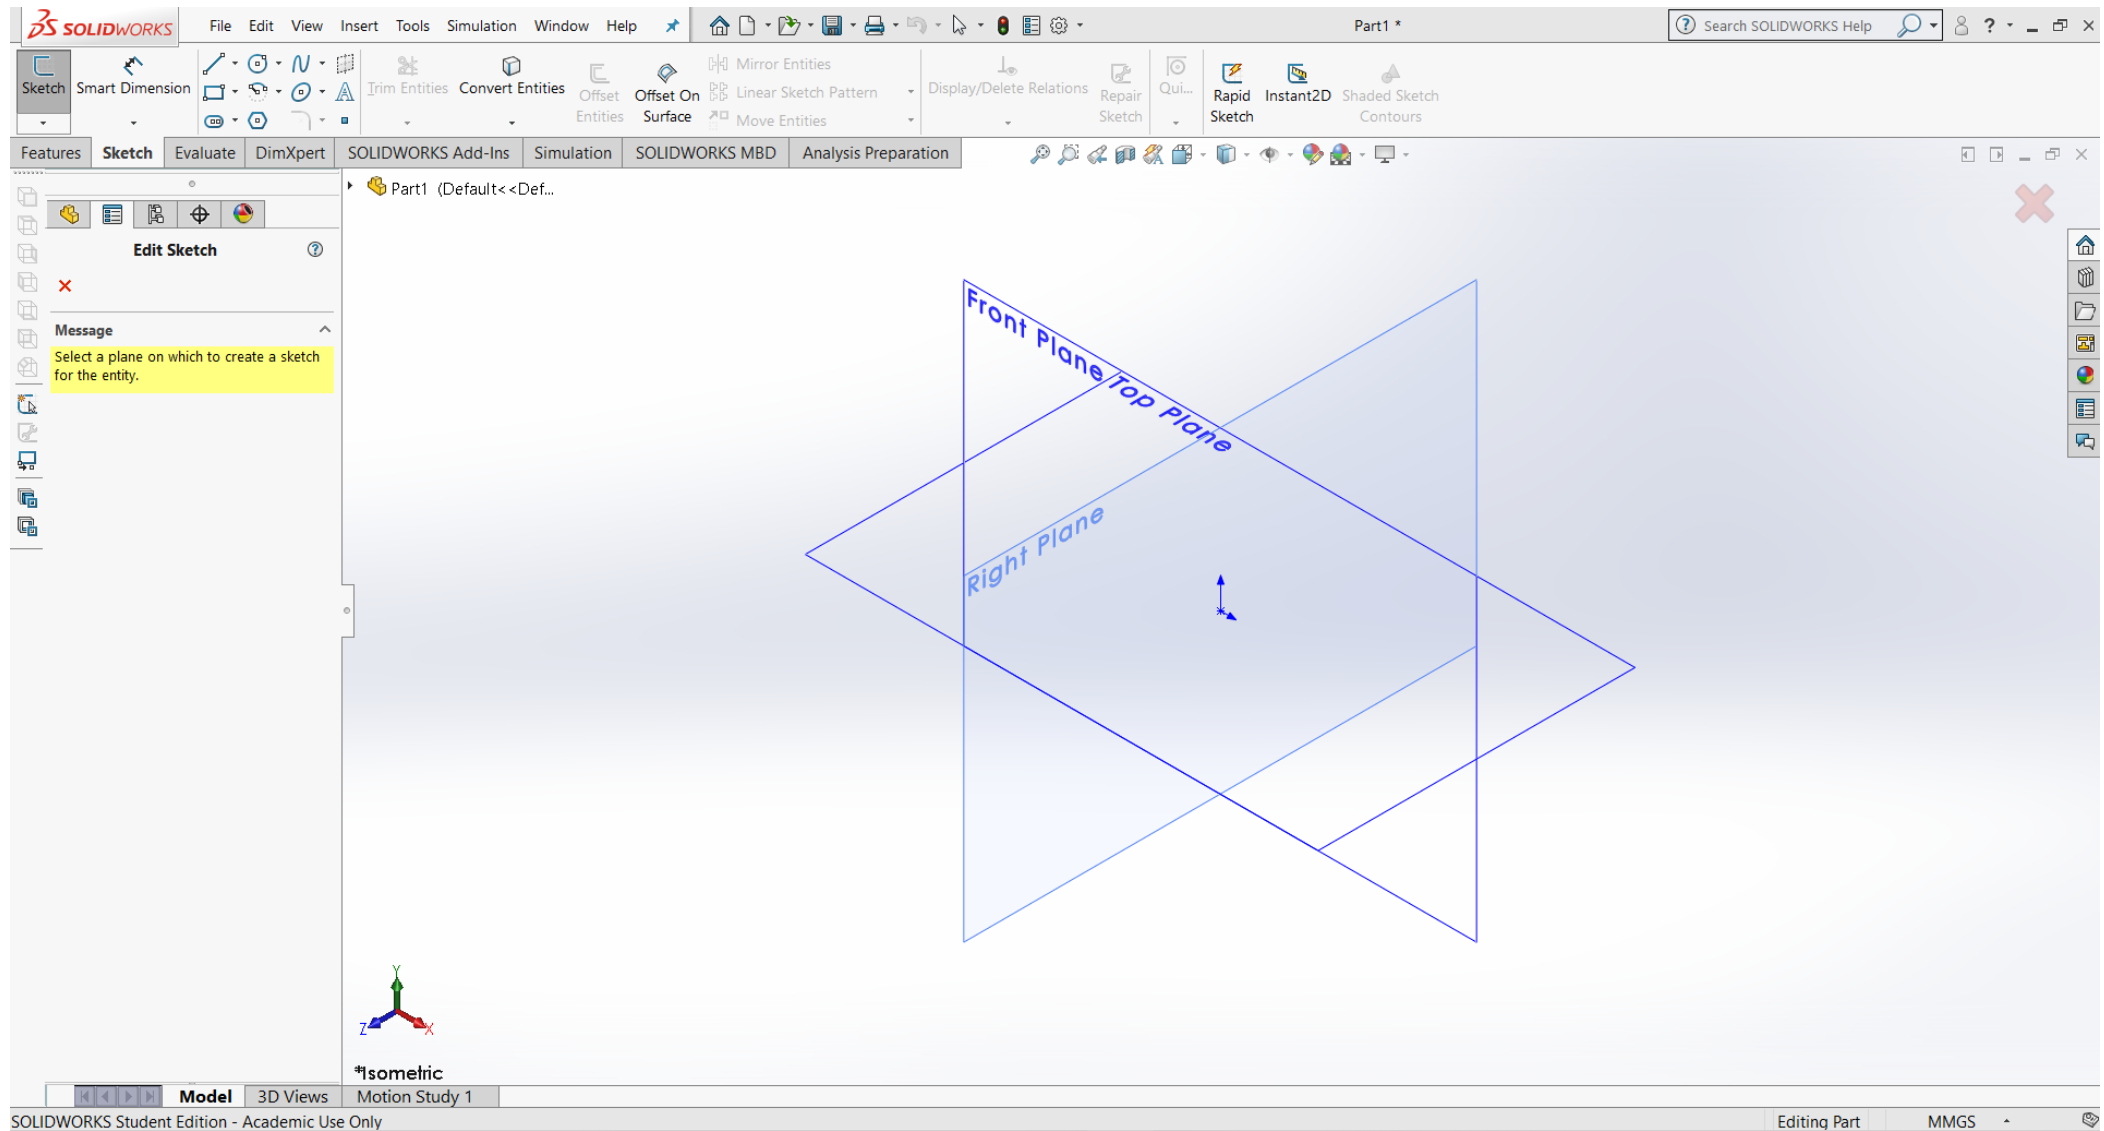 SOLIDWORKS File Edit View Insert Tools Simulation Window Help Part1 * Search SOLIDWORKS Help ?
Sketch Smart Dimension Trim Entities Convert Entities Offset Entities Offset On Surface Mirror Entities Linear Sketch Pattern Move Entities Display/Delete Relations Repair Sketch Qui... Rapid Sketch Instant2D Shaded Sketch Contours
Features Sketch Evaluate DimXpert SOLIDWORKS Add-Ins Simulation SOLIDWORKS MBD Analysis Preparation
Part1 (Default<<Def...
Edit Sketch ?
Message
Select a plane on which to create a sketch
for the entity.
Front Plane
Top Plane
Right Plane
Y
Z X
*Isometric
Model 3D Views Motion Study 1
SOLIDWORKS Student Edition - Academic Use Only Editing Part MMGS